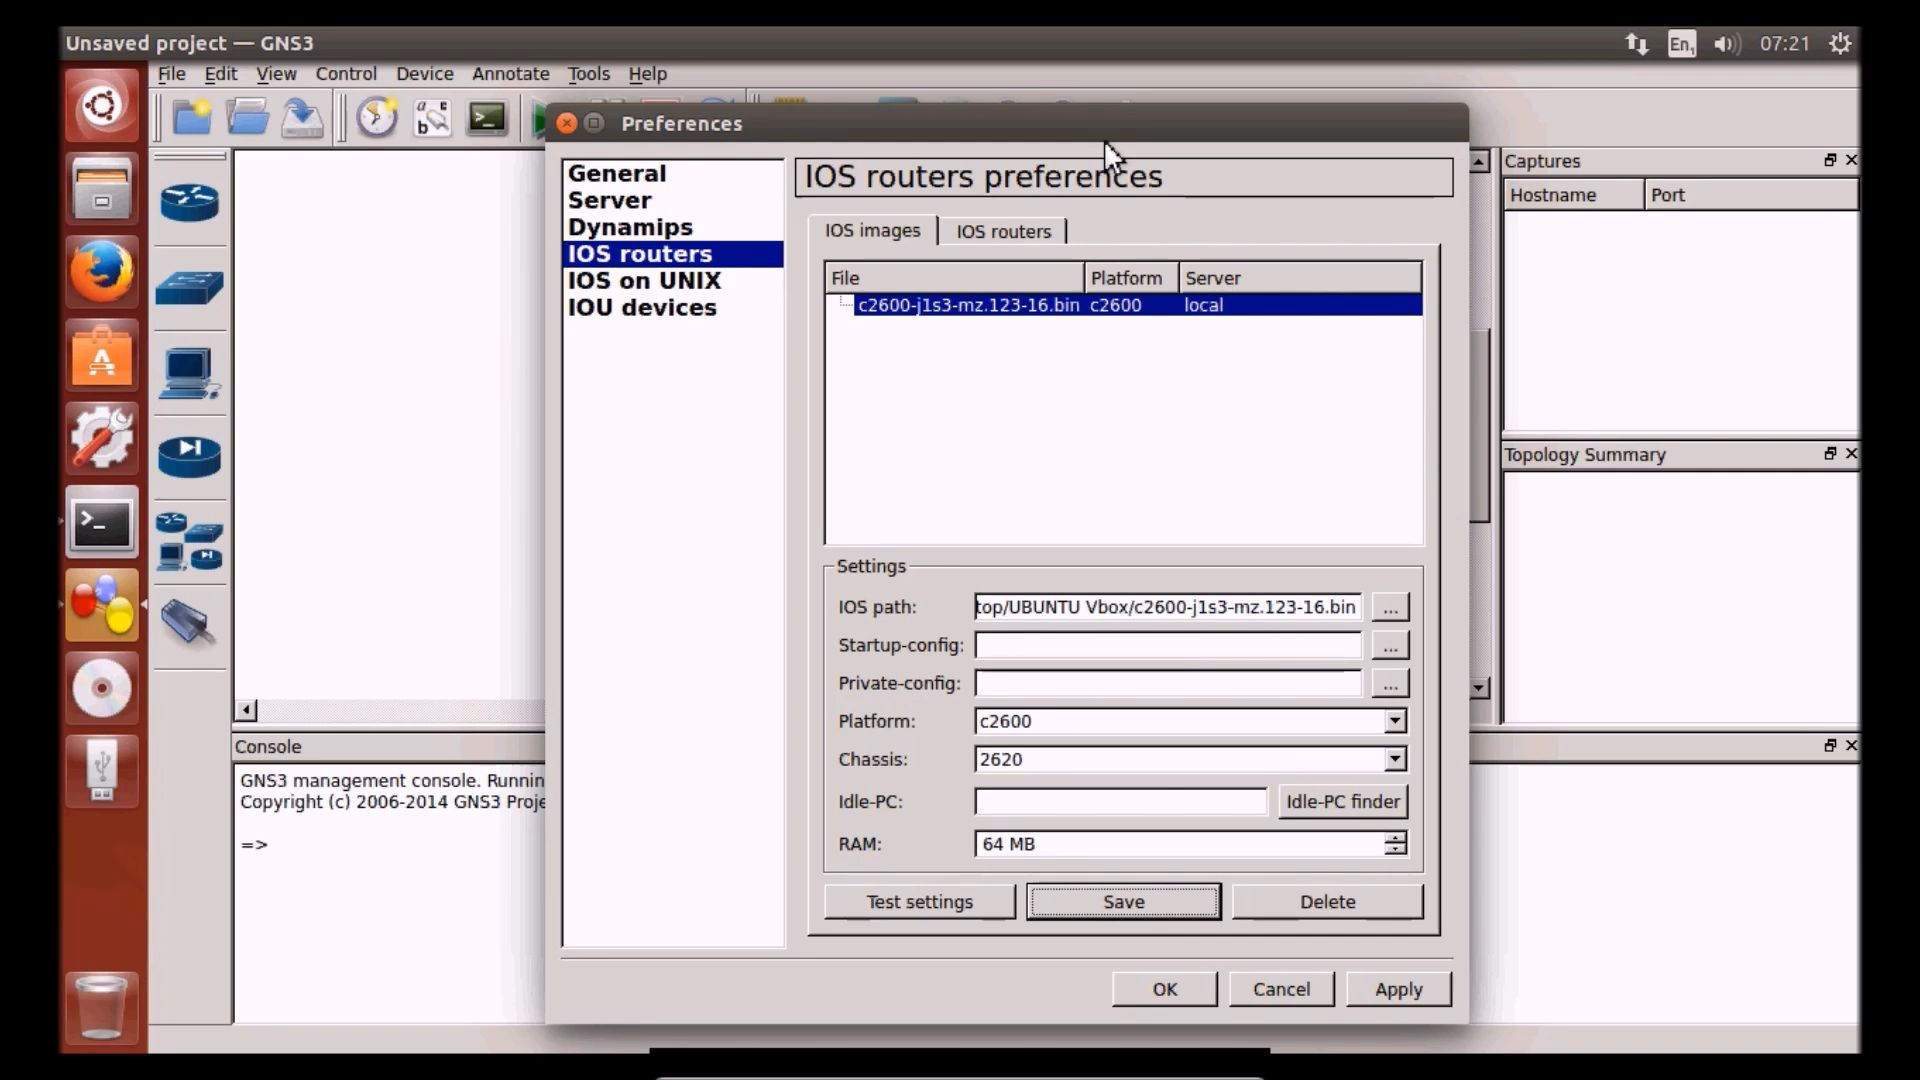 Unsaved project — GNS3
En1 07:21
File Edit View Control Device Annotate Tools Help
Preferences
General
Server
Dynamips
IOS routers
IOS on UNIX
IOU devices
IOS routers preferences
IOS images IOS routers
File Platform Server
c2600-j1s3-mz.123-16.bin c2600 local
Settings
IOS path: top/UBUNTU Vbox/c2600-j1s3-mz.123-16.bin ...
Startup-config: ...
Private-config: ...
Platform: c2600
Chassis: 2620
Idle-PC: Idle-PC finder
RAM: 64 MB
Test settings Save Delete
OK Cancel Apply
Captures
Hostname Port
Topology Summary
Console
GNS3 management console. Runnin
Copyright (c) 2006-2014 GNS3 Proje
=>